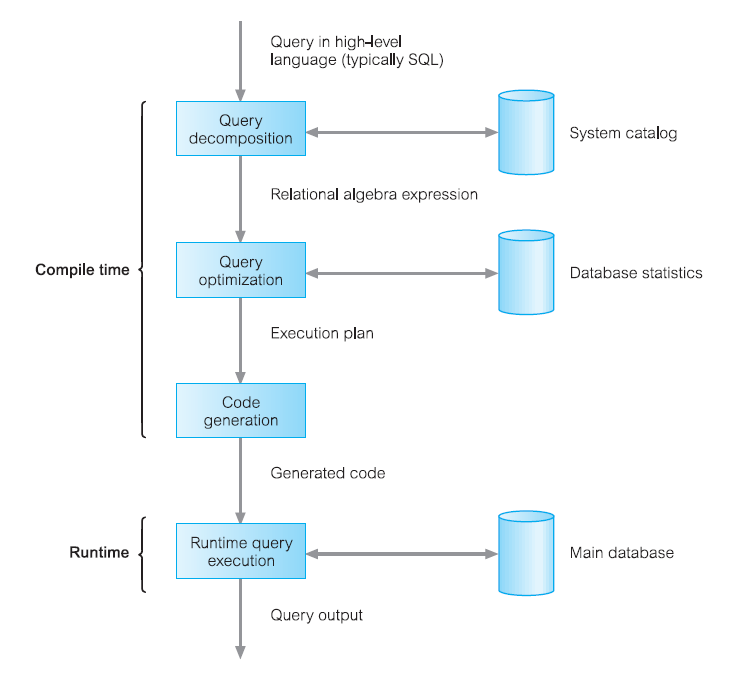 Query in high-level
language (typically SQL)
Query
decomposition
System catalog
Relational algebra expression
Compile time
Query
optimization
Database statistics
Execution plan
Code
generation
Generated code
Runtime
Runtime query
execution
Main database
Query output